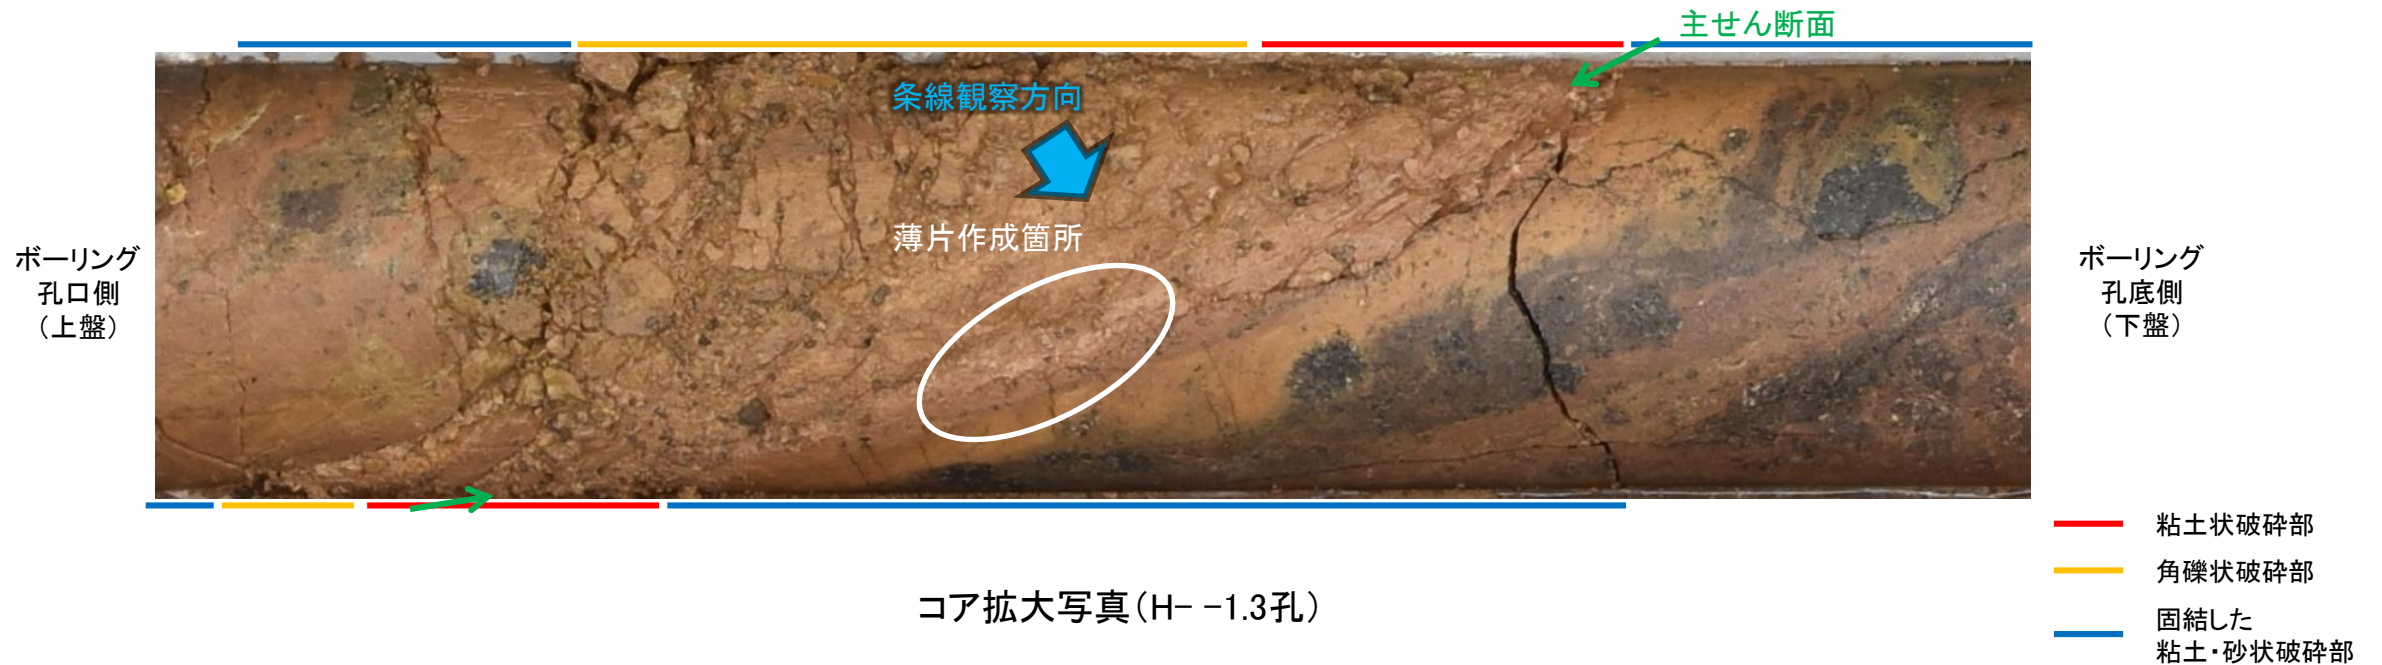 主せん断面
条線観察方向
薄片作成箇所
ボーリング
孔口側
（上盤）
ボーリング
孔底側
（下盤）
粘土状破砕部
角礫状破砕部
固結した
粘土・砂状破砕部
コア拡大写真（H- -1.3孔）